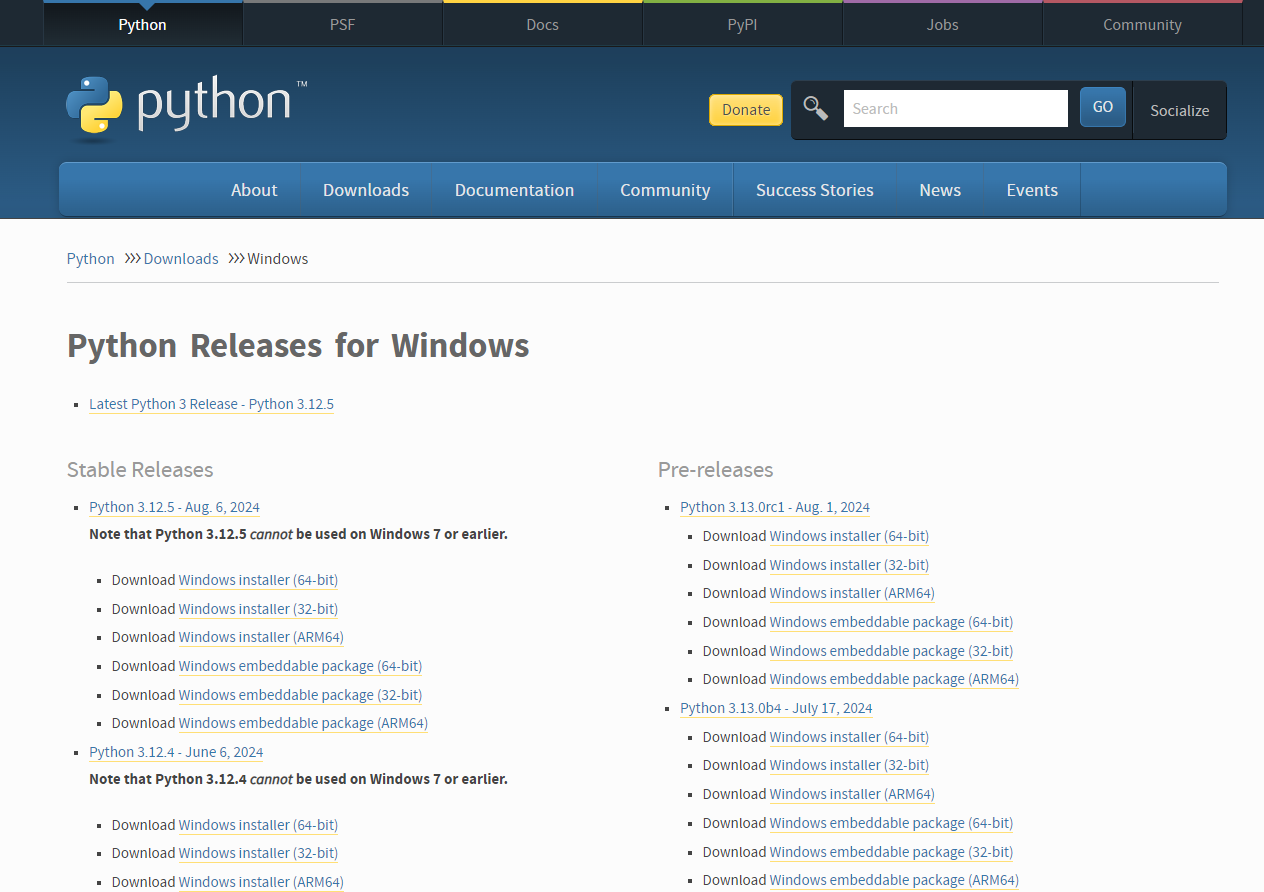 Python PSF Docs PyPI Jobs Community
python™
Donate Search GO Socialize
About Downloads Documentation Community Success Stories News Events
Python >>> Downloads >>> Windows
Python Releases for Windows
Latest Python 3 Release - Python 3.12.5
Stable Releases
Python 3.12.5 - Aug. 6, 2024
Note that Python 3.12.5 cannot be used on Windows 7 or earlier.
Download Windows installer (64-bit)
Download Windows installer (32-bit)
Download Windows installer (ARM64)
Download Windows embeddable package (64-bit)
Download Windows embeddable package (32-bit)
Download Windows embeddable package (ARM64)
Python 3.12.4 - June 6, 2024
Note that Python 3.12.4 cannot be used on Windows 7 or earlier.
Download Windows installer (64-bit)
Download Windows installer (32-bit)
Download Windows installer (ARM64)
Pre-releases
Python 3.13.0rc1 - Aug. 1, 2024
Download Windows installer (64-bit)
Download Windows installer (32-bit)
Download Windows installer (ARM64)
Download Windows embeddable package (64-bit)
Download Windows embeddable package (32-bit)
Download Windows embeddable package (ARM64)
Python 3.13.0b4 - July 17, 2024
Download Windows installer (64-bit)
Download Windows installer (32-bit)
Download Windows installer (ARM64)
Download Windows embeddable package (64-bit)
Download Windows embeddable package (32-bit)
Download Windows embeddable package (ARM64)